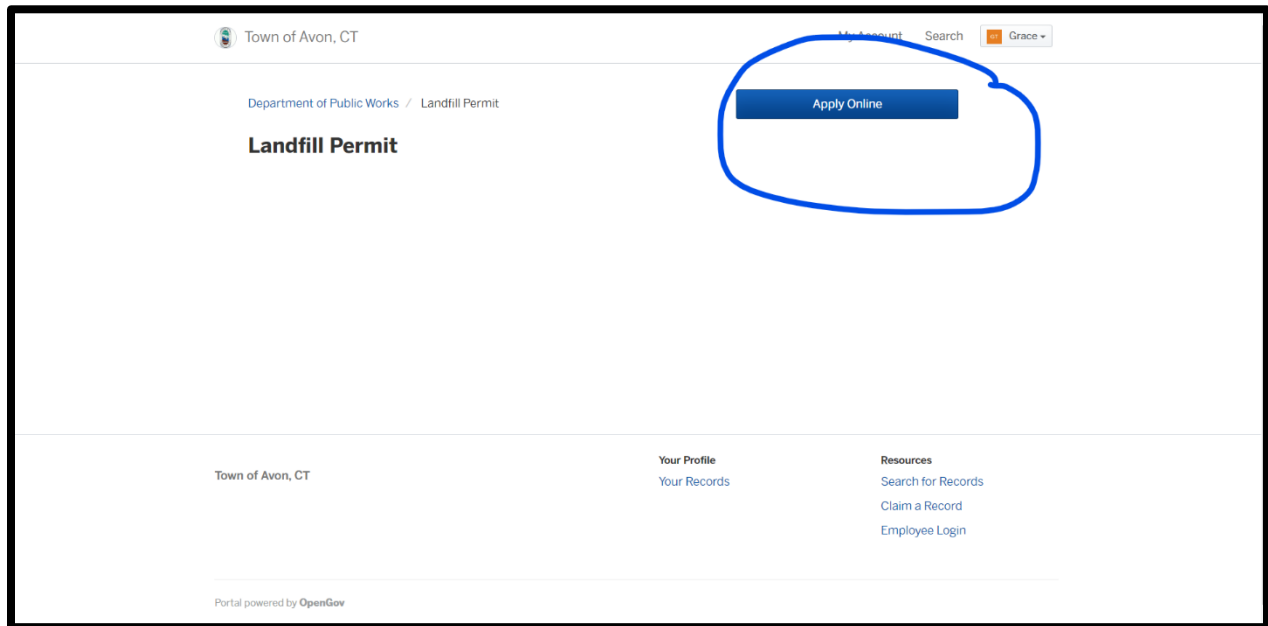 Town of Avon, CT
My Account Search Grace
Department of Public Works / Landfill Permit
Apply Online
Landfill Permit
Town of Avon, CT
Your Profile
Your Records
Resources
Search for Records
Claim a Record
Employee Login
Portal powered by OpenGov